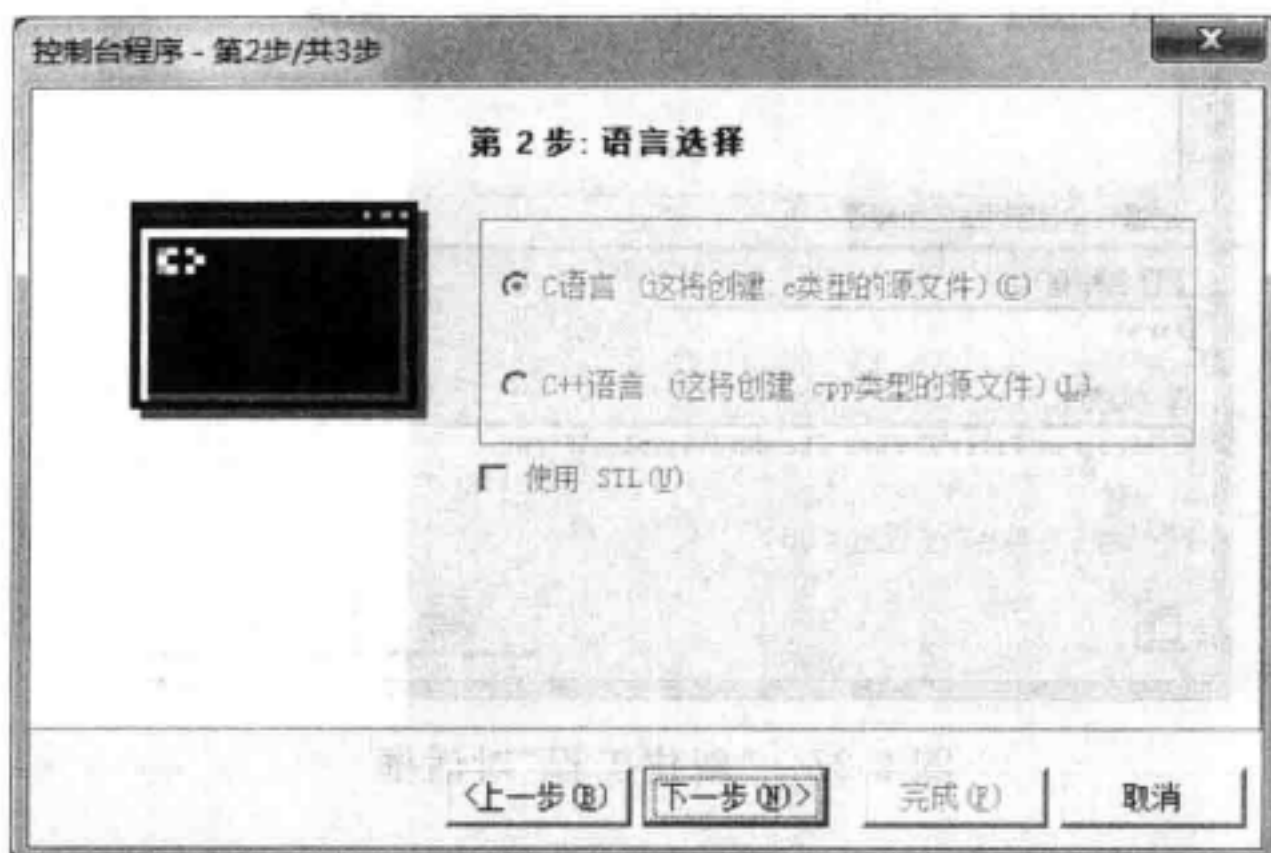 控制台程序 - 第2步/共3步
第 2 步: 语言选择
C>
C语言 (这将创建 .c类型的源文件)(C)
C++语言 (这将创建 .cpp类型的源文件)(L)
使用 STL(U)
<上一步(B) 下一步(N)> 完成(F) 取消